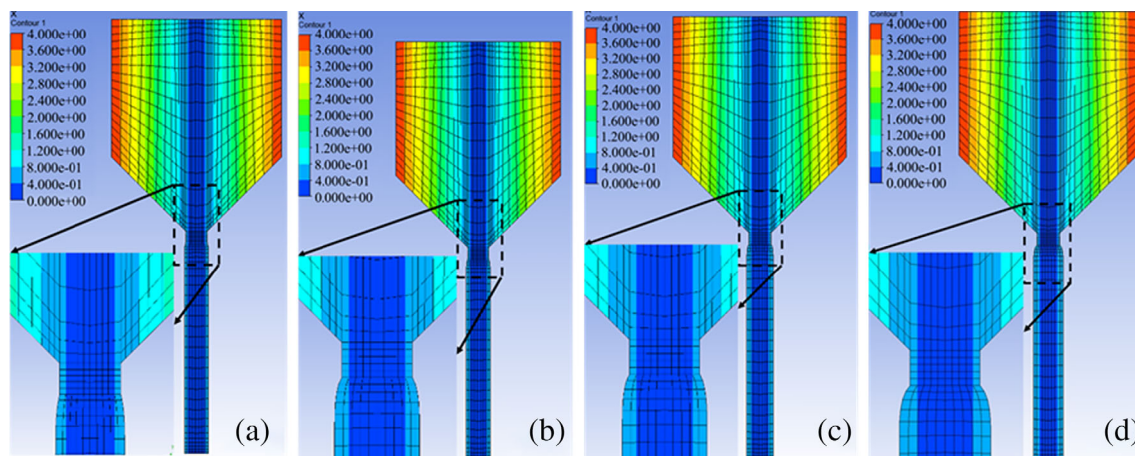 Contour 1
4.000e+00
3.600e+00
3.200e+00
2.800e+00
2.400e+00
2.000e+00
1.600e+00
1.200e+00
8.000e-01
4.000e-01
0.000e+00
(a)
X
Contour 1
4.000e+00
3.600e+00
3.200e+00
2.800e+00
2.400e+00
2.000e+00
1.600e+00
1.200e+00
8.000e-01
4.000e-01
0.000e+00
(b)
X
Contour 1
4.000e+00
3.600e+00
3.200e+00
2.800e+00
2.400e+00
2.000e+00
1.600e+00
1.200e+00
8.000e-01
4.000e-01
0.000e+00
(c)
X
Contour 1
4.000e+00
3.600e+00
3.200e+00
2.800e+00
2.400e+00
2.000e+00
1.600e+00
1.200e+00
8.000e-01
4.000e-01
0.000e+00
(d)